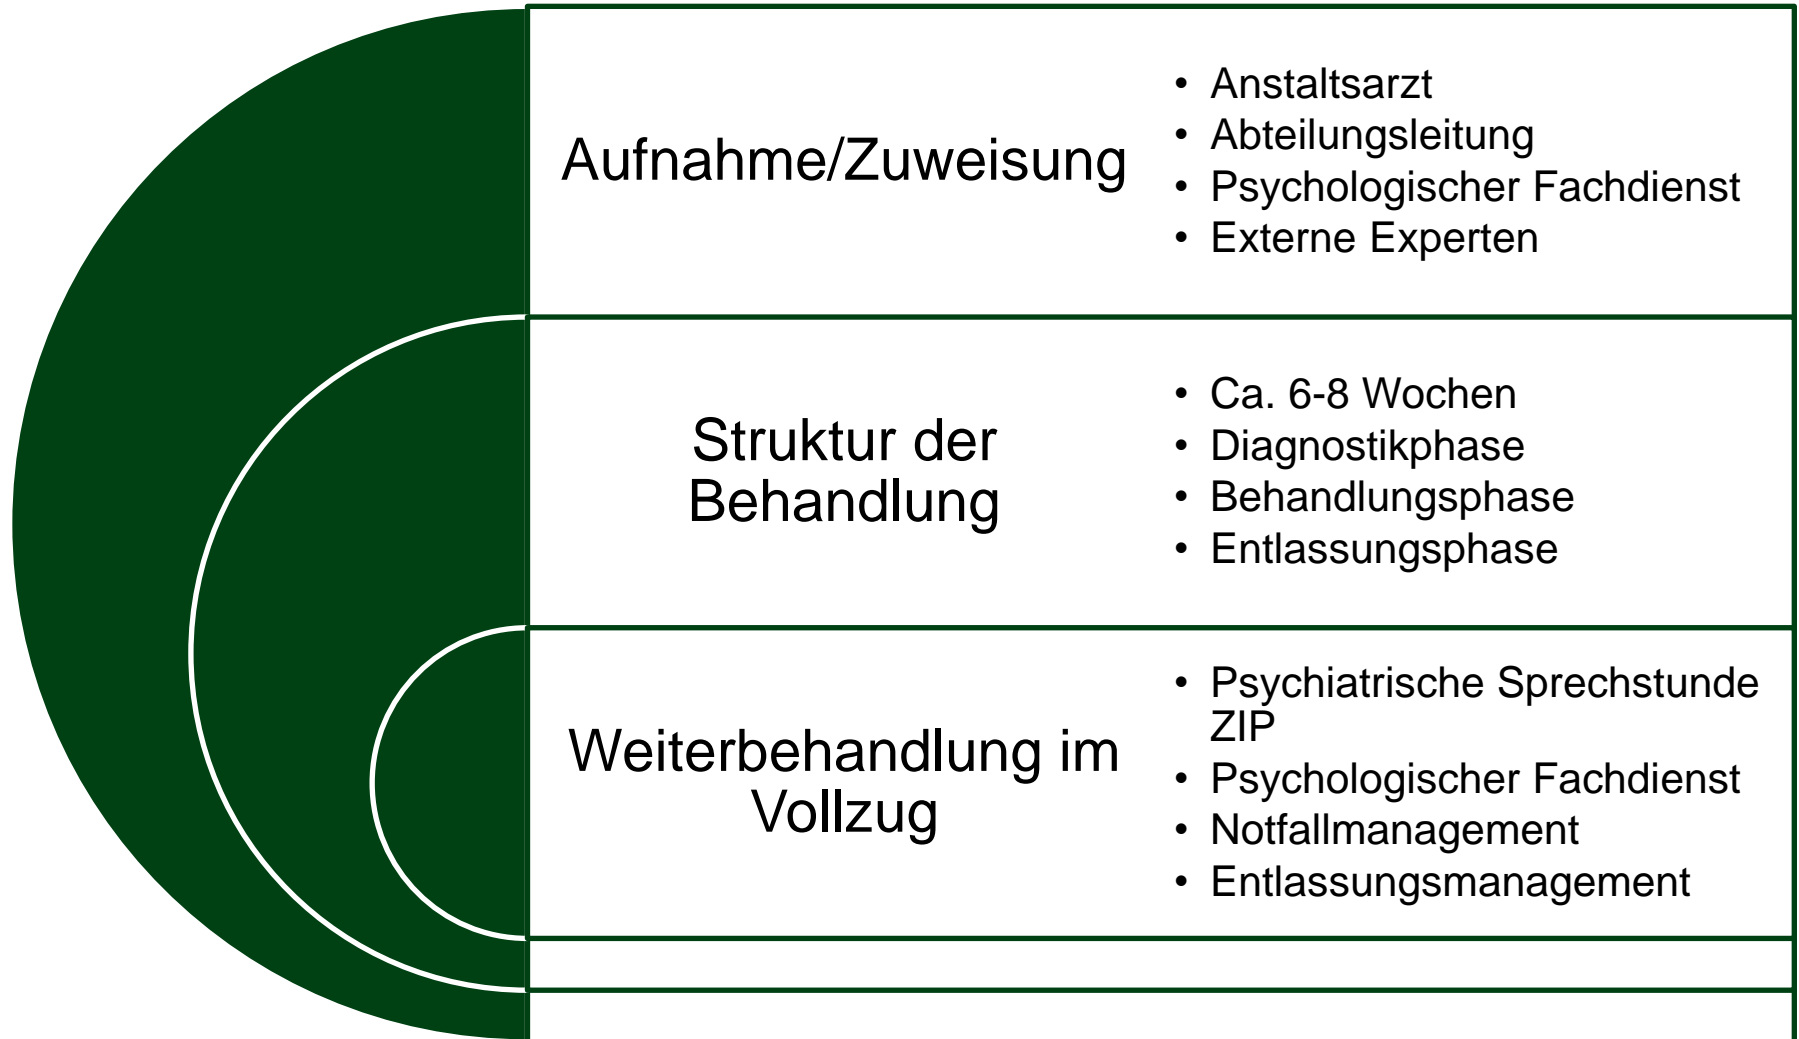 Aufnahme/Zuweisung
• Anstaltsarzt
• Abteilungsleitung
• Psychologischer Fachdienst
• Externe Experten
Struktur der
Behandlung
• Ca. 6-8 Wochen
• Diagnostikphase
• Behandlungsphase
• Entlassungsphase
Weiterbehandlung im
Vollzug
• Psychiatrische Sprechstunde
ZIP
• Psychologischer Fachdienst
• Notfallmanagement
• Entlassungsmanagement